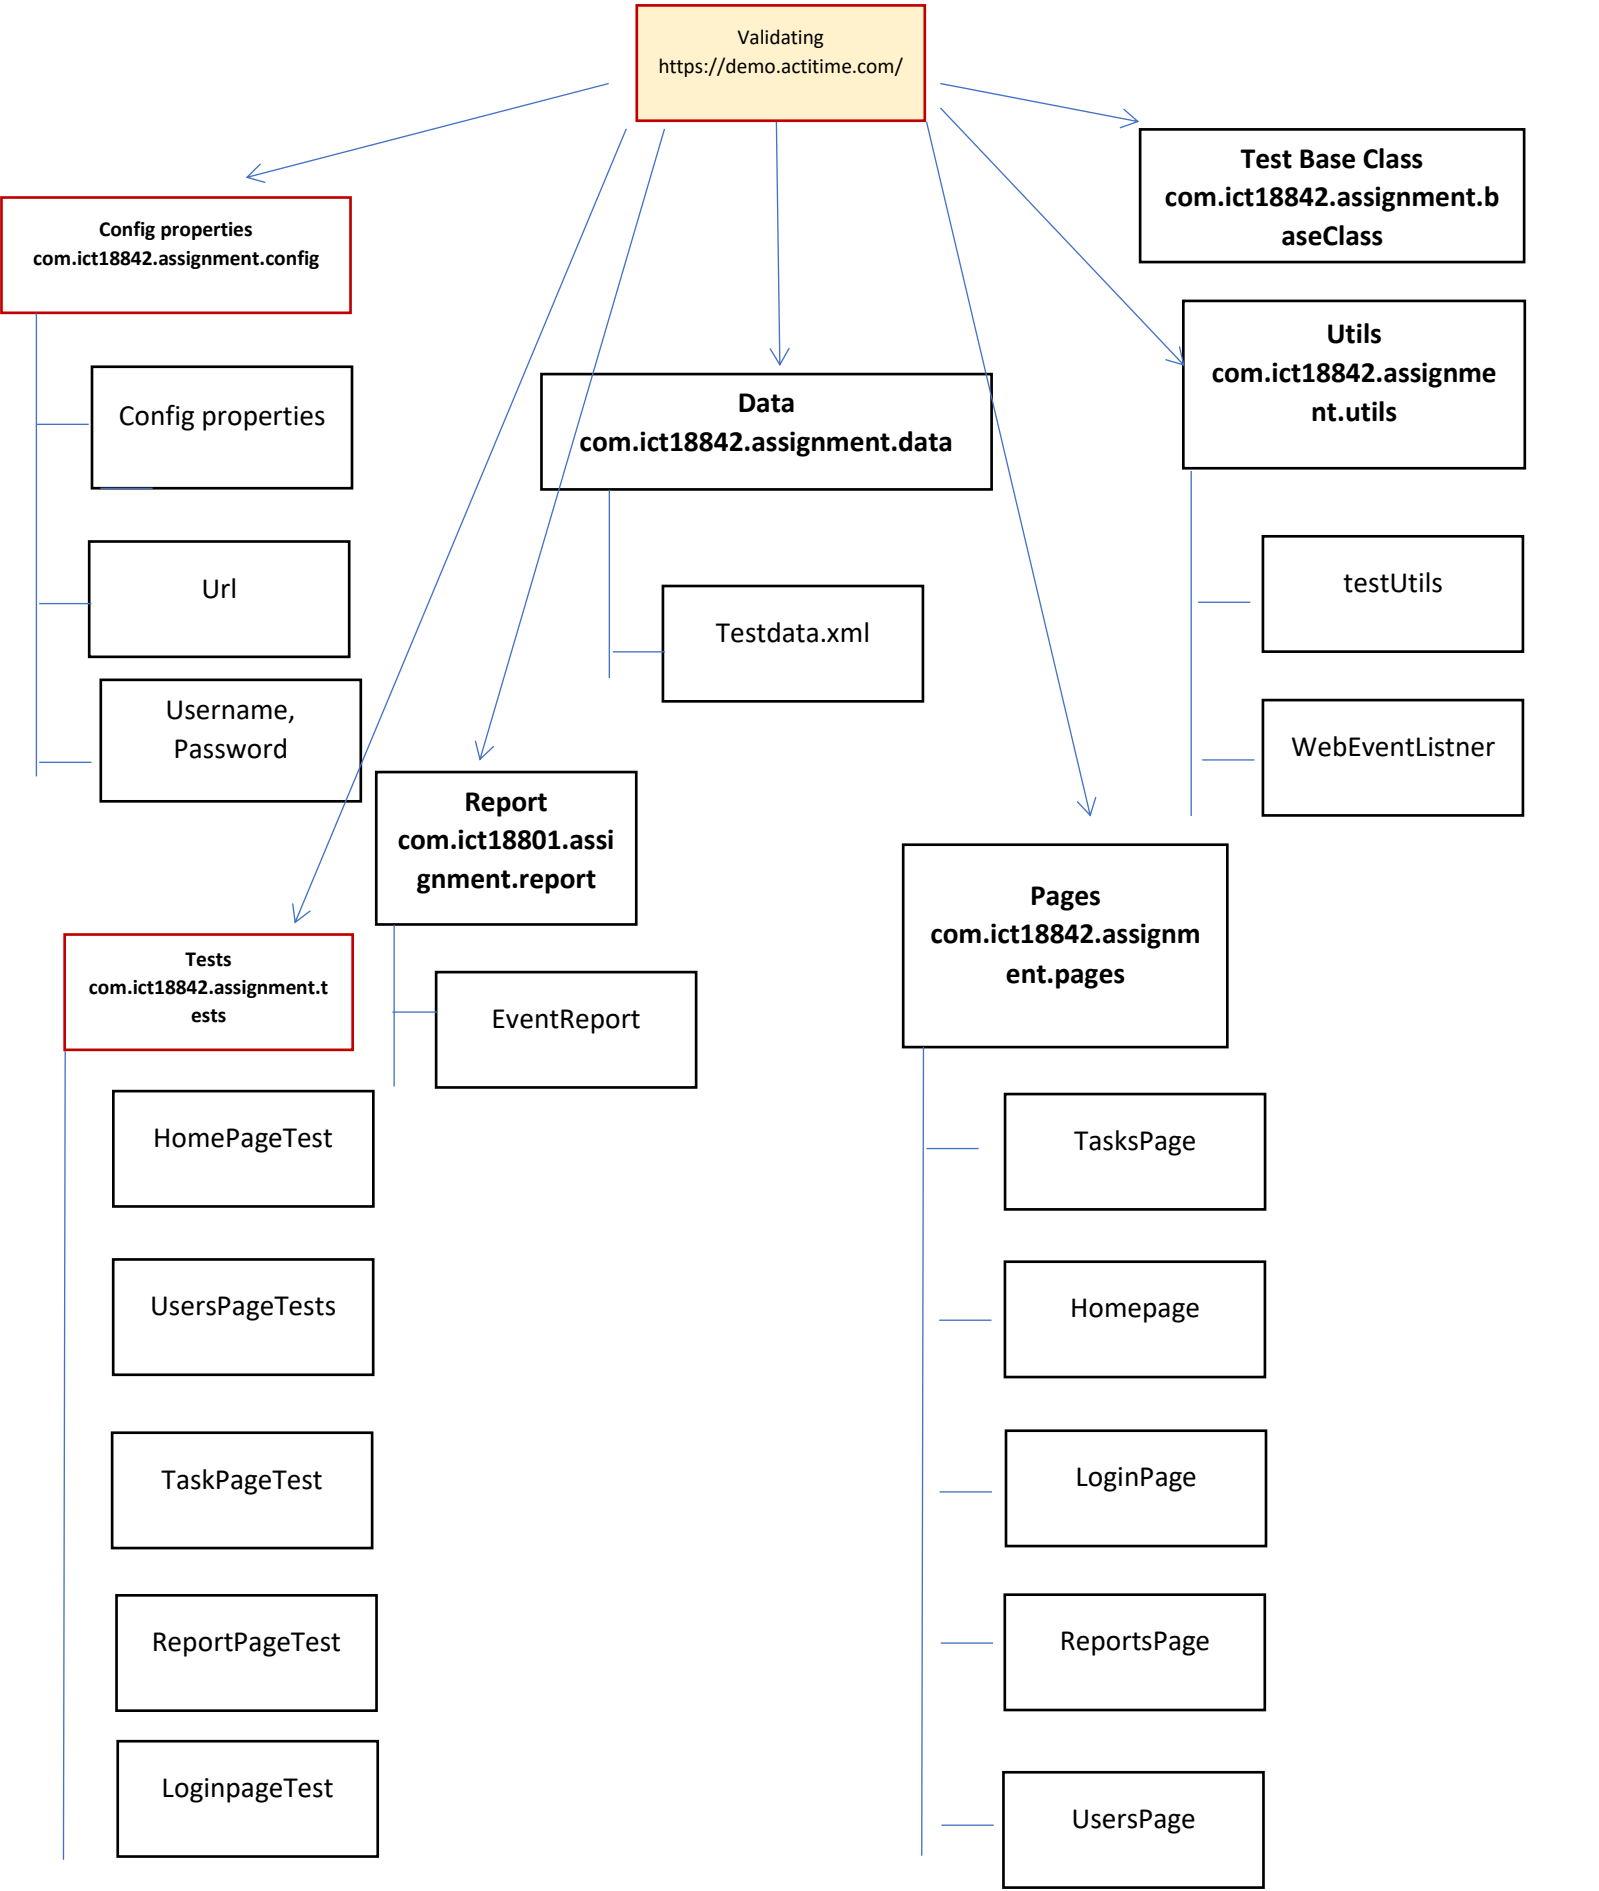 Validating
https://demo.actitime.com/
Test Base Class
com.ict18842.assignment.b
aseClass
Config properties
com.ict18842.assignment.config
Utils
com.ict18842.assignme
nt.utils
Config properties
Data
com.ict18842.assignment.data
Url
testUtils
Testdata.xml
Username,
Password
WebEventListner
Report
com.ict18801.assi
gnment.report
Pages
com.ict18842.assignm
ent.pages
Tests
com.ict18842.assignment.t
ests
EventReport
HomePageTest
TasksPage
UsersPageTests
Homepage
TaskPageTest
LoginPage
ReportPageTest
ReportsPage
LoginpageTest
UsersPage